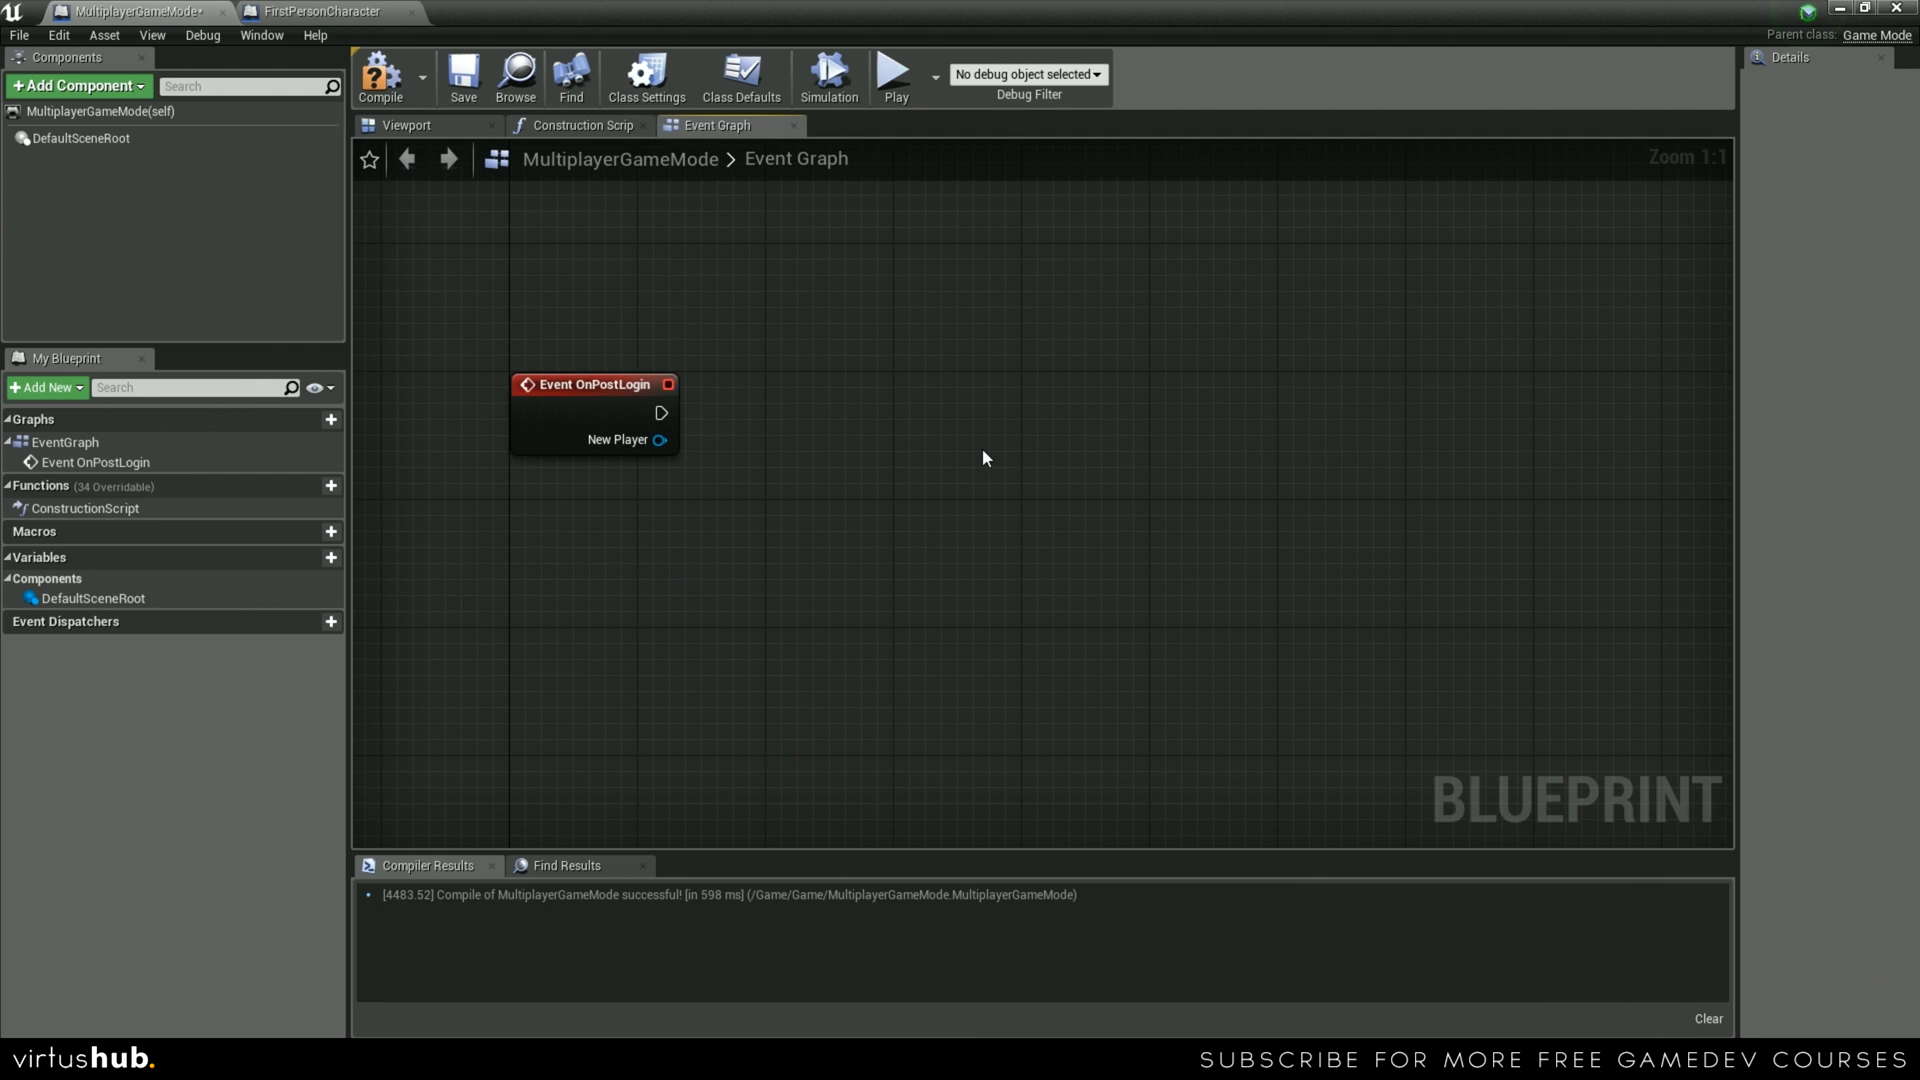 MultiplayerGameMode*
FirstPersonCharacter
File Edit Asset View Debug Window Help
Parent class: Game Mode
Components
+ Add Component
Search
MultiplayerGameMode(self)
DefaultSceneRoot
Compile
Save
Browse
Find
Class Settings
Class Defaults
Simulation
Play
No debug object selected
Debug Filter
Details
Viewport
Construction Scrip
Event Graph
MultiplayerGameMode > Event Graph
Zoom 1:1
Event OnPostLogin
New Player
BLUEPRINT
My Blueprint
+ Add New
Search
Graphs
EventGraph
Event OnPostLogin
Functions (34 Overridable)
ConstructionScript
Macros
Variables
Components
DefaultSceneRoot
Event Dispatchers
Compiler Results
Find Results
[4483.52] Compile of MultiplayerGameMode successful! [in 598 ms] (/Game/Game/MultiplayerGameMode.MultiplayerGameMode)
Clear
virtushub.
SUBSCRIBE FOR MORE FREE GAMEDEV COURSES